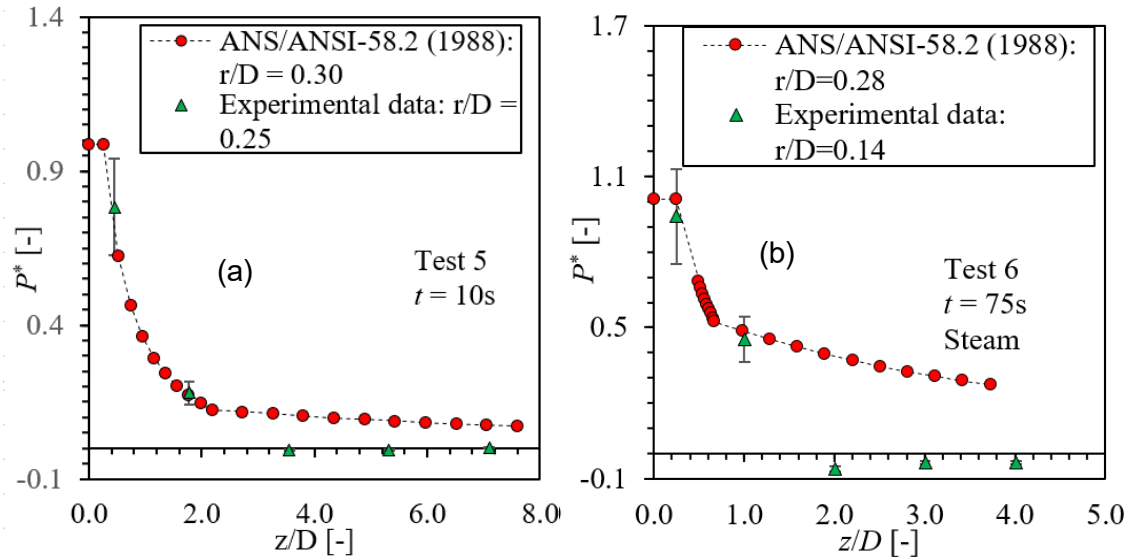 1.4
0.9
0.4
-0.1
P* [-]
ANS/ANSI-58.2 (1988):
r/D = 0.30
Experimental data: r/D =
0.25
(a)
Test 5
t = 10s
0.0 2.0 4.0 6.0 8.0
z/D [-]
1.7
1.1
0.5
-0.1
P* [-]
ANS/ANSI-58.2 (1988):
r/D=0.28
Experimental data:
r/D=0.14
(b)
Test 6
t = 75s
Steam
0.0 1.0 2.0 3.0 4.0 5.0
z/D [-]